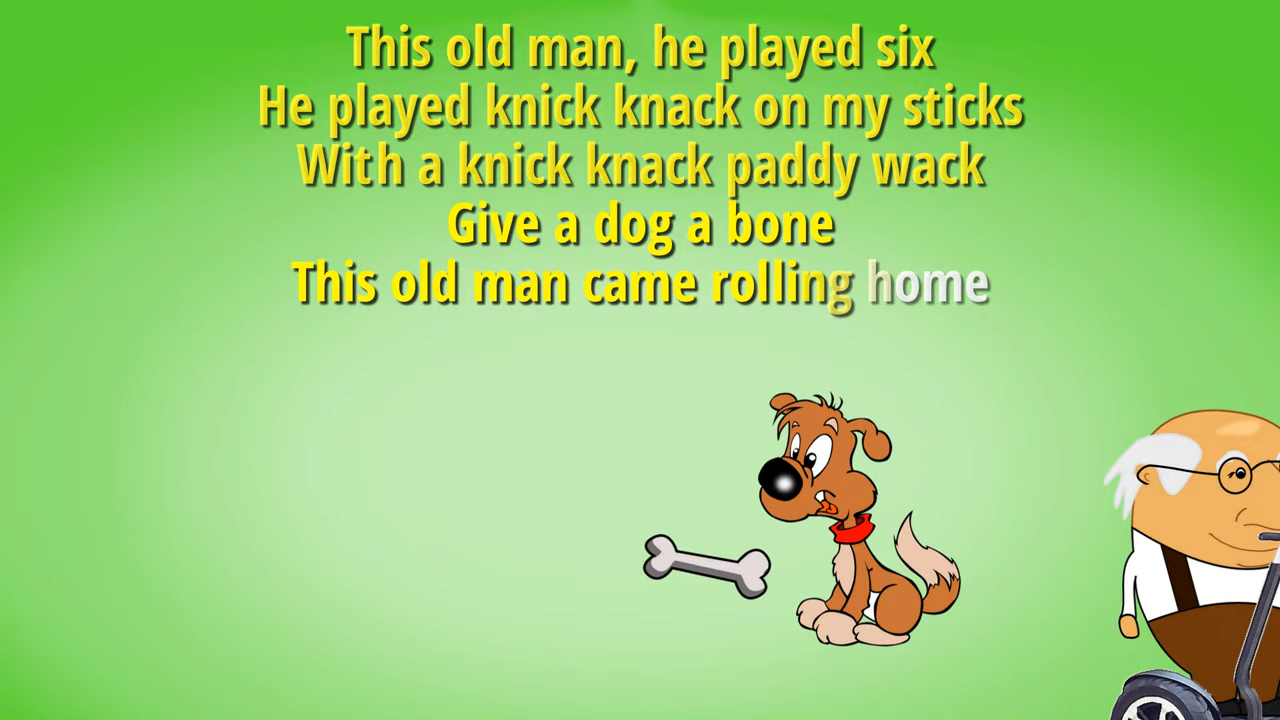 This old man, he played six
He played knick knack on my sticks
With a knick knack paddy wack
Give a dog a bone
This old man came rolling home